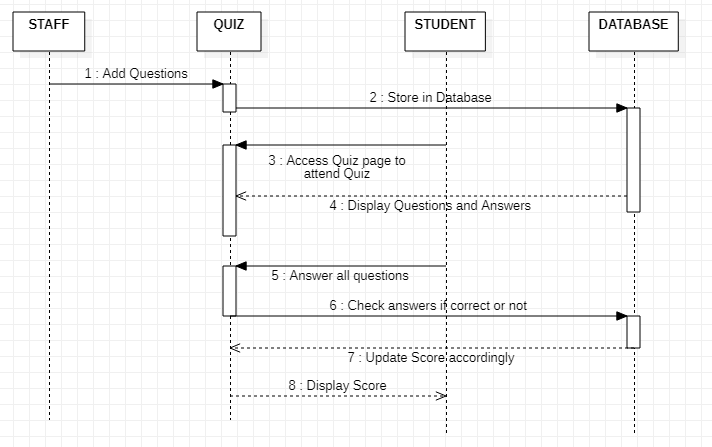 STAFF
QUIZ
STUDENT
DATABASE
1 : Add Questions
2 : Store in Database
3 : Access Quiz page to
attend Quiz
4 : Display Questions and Answers
5 : Answer all questions
6 : Check answers if correct or not
7 : Update Score accordingly
8 : Display Score